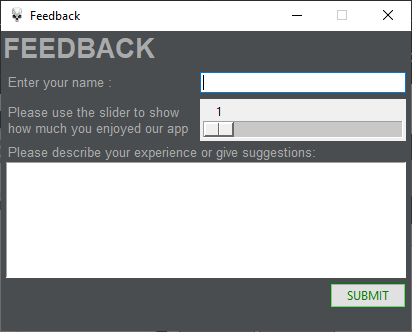 Feedback
FEEDBACK
Enter your name :
Please use the slider to show
how much you enjoyed our app
1
Please describe your experience or give suggestions:
SUBMIT